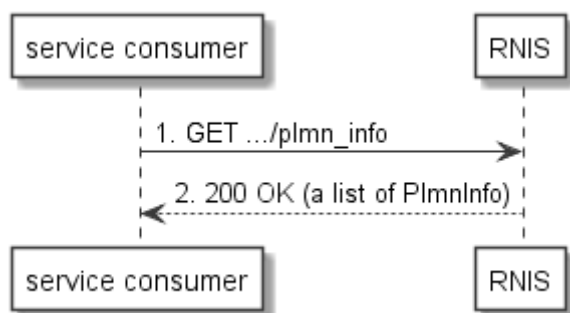 service consumer
RNIS
1. GET .../plmn_info
2. 200 OK (a list of PlmnInfo)
service consumer
RNIS